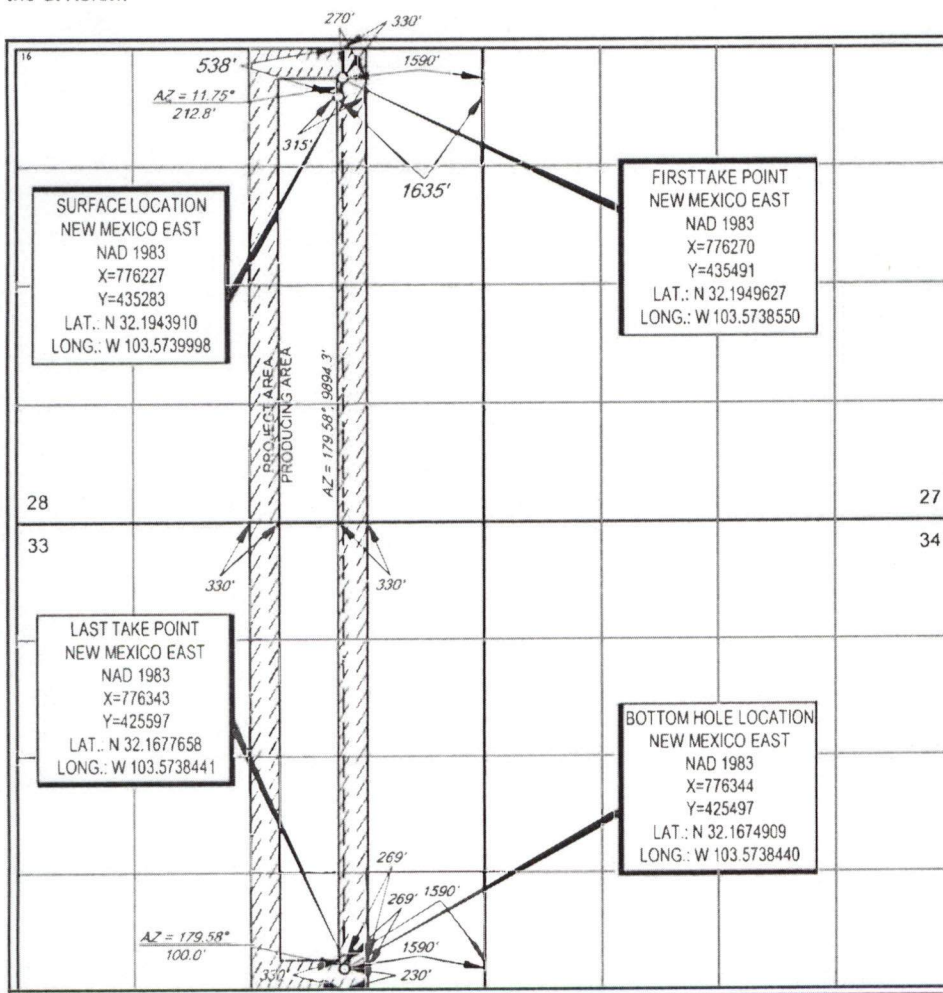 270' 330'
16
538'
1590'
AZ = 11.75°
212.8'
315'
1635'
SURFACE LOCATION
NEW MEXICO EAST
NAD 1983
X=776227
Y=435283
LAT.: N 32.1943910
LONG.: W 103.5739998
FIRST TAKE POINT
NEW MEXICO EAST
NAD 1983
X=776270
Y=435491
LAT.: N 32.1949627
LONG.: W 103.5738550
PROJECT AREA
PRODUCING AREA
AZ = 179.58°, 9894.3'
28
27
33
34
330'
330'
LAST TAKE POINT
NEW MEXICO EAST
NAD 1983
X=776343
Y=425597
LAT.: N 32.1677658
LONG.: W 103.5738441
BOTTOM HOLE LOCATION
NEW MEXICO EAST
NAD 1983
X=776344
Y=425497
LAT.: N 32.1674909
LONG.: W 103.5738440
269'
269'
1590'
AZ = 179.58°
100.0'
1590'
330'
230'